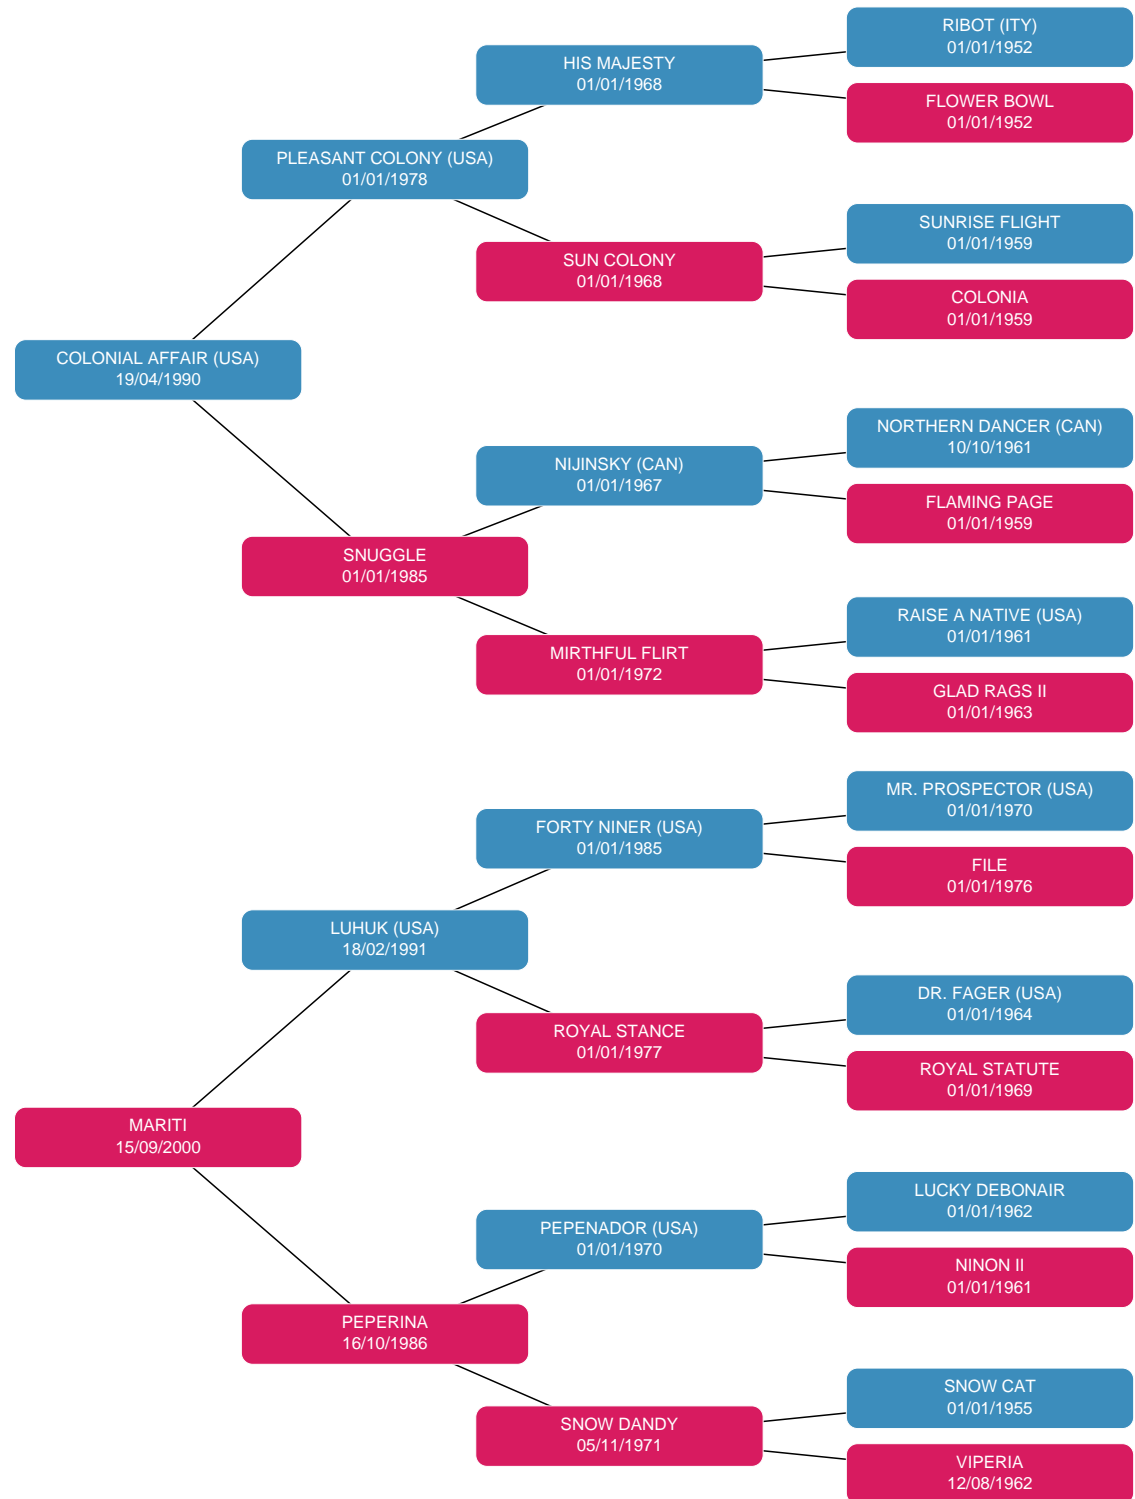 RIBOT (ITY)
01/01/1952
HIS MAJESTY
01/01/1968
FLOWER BOWL
01/01/1952
PLEASANT COLONY (USA)
01/01/1978
SUNRISE FLIGHT
01/01/1959
SUN COLONY
01/01/1968
COLONIA
01/01/1959
COLONIAL AFFAIR (USA)
19/04/1990
NORTHERN DANCER (CAN)
10/10/1961
NIJINSKY (CAN)
01/01/1967
FLAMING PAGE
01/01/1959
SNUGGLE
01/01/1985
RAISE A NATIVE (USA)
01/01/1961
MIRTHFUL FLIRT
01/01/1972
GLAD RAGS II
01/01/1963
MR. PROSPECTOR (USA)
01/01/1970
FORTY NINER (USA)
01/01/1985
FILE
01/01/1976
LUHUK (USA)
18/02/1991
DR. FAGER (USA)
01/01/1964
ROYAL STANCE
01/01/1977
ROYAL STATUTE
01/01/1969
MARITI
15/09/2000
LUCKY DEBONAIR
01/01/1962
PEPENADOR (USA)
01/01/1970
NINON II
01/01/1961
PEPERINA
16/10/1986
SNOW CAT
01/01/1955
SNOW DANDY
05/11/1971
VIPERIA
12/08/1962